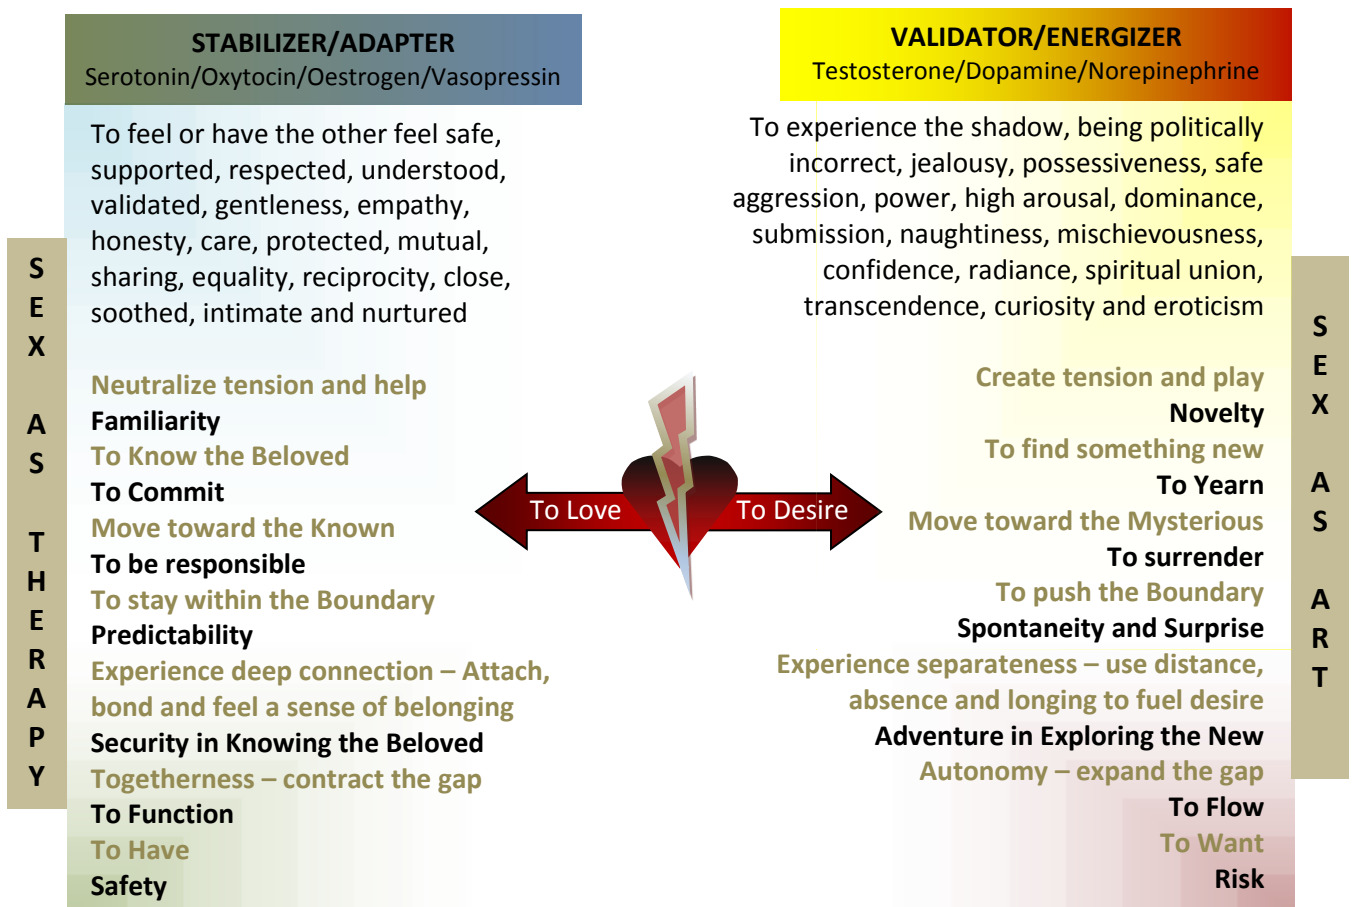 STABILIZER/ADAPTER
Serotonin/Oxytocin/Oestrogen/Vasopressin
To feel or have the other feel safe,
supported, respected, understood,
validated, gentleness, empathy,
honesty, care, protected, mutual,
sharing, equality, reciprocity, close,
soothed, intimate and nurtured
Neutralize tension and help
Familiarity
To Know the Beloved
To Commit
Move toward the Known
To be responsible
To stay within the Boundary
Predictability
Experience deep connection – Attach,
bond and feel a sense of belonging
Security in Knowing the Beloved
Togetherness – contract the gap
To Function
To Have
Safety
SEX AS THERAPY
To Love
To Desire
VALIDATOR/ENERGIZER
Testosterone/Dopamine/Norepinephrine
To experience the shadow, being politically
incorrect, jealousy, possessiveness, safe
aggression, power, high arousal, dominance,
submission, naughtiness, mischievousness,
confidence, radiance, spiritual union,
transcendence, curiosity and eroticism
Create tension and play
Novelty
To find something new
To Yearn
Move toward the Mysterious
To surrender
To push the Boundary
Spontaneity and Surprise
Experience separateness – use distance,
absence and longing to fuel desire
Adventure in Exploring the New
Autonomy – expand the gap
To Flow
To Want
Risk
SEX AS ART